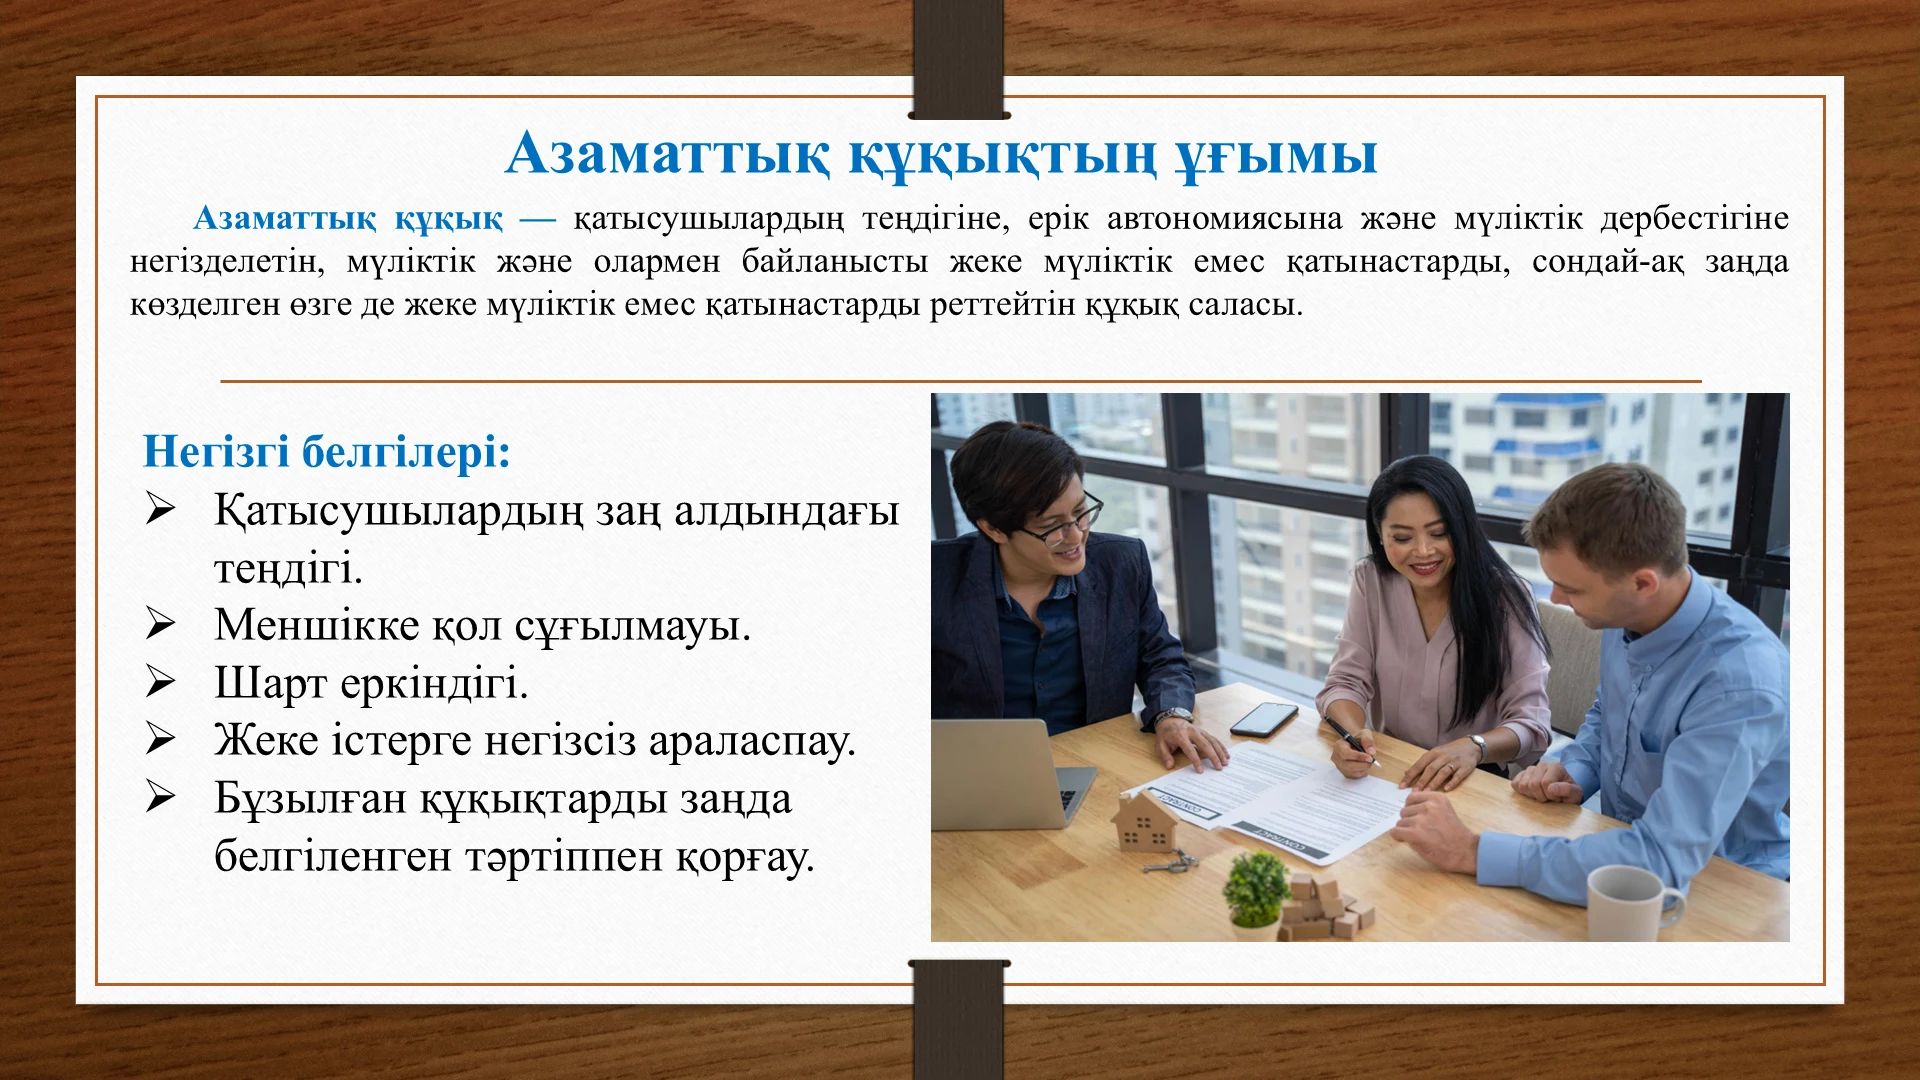 Азаматтық құқықтың ұғымы
Азаматтық құқық — қатысушылардың теңдігіне, ерік автономиясына және мүліктік дербестігіне
негізделетін, мүліктік және олармен байланысты жеке мүліктік емес қатынастарды, сондай-ақ заңда
көзделген өзге де жеке мүліктік емес қатынастарды реттейтін құқық саласы.
Негізгі белгілері:
➢ Қатысушылардың заң алдындағы
теңдігі.
➢ Меншікке қол сұғылмауы.
➢ Шарт еркіндігі.
➢ Жеке істерге негізсіз араласпау.
➢ Бұзылған құқықтарды заңда
белгіленген тәртіппен қорғау.
CONTRACT
CONTRACT